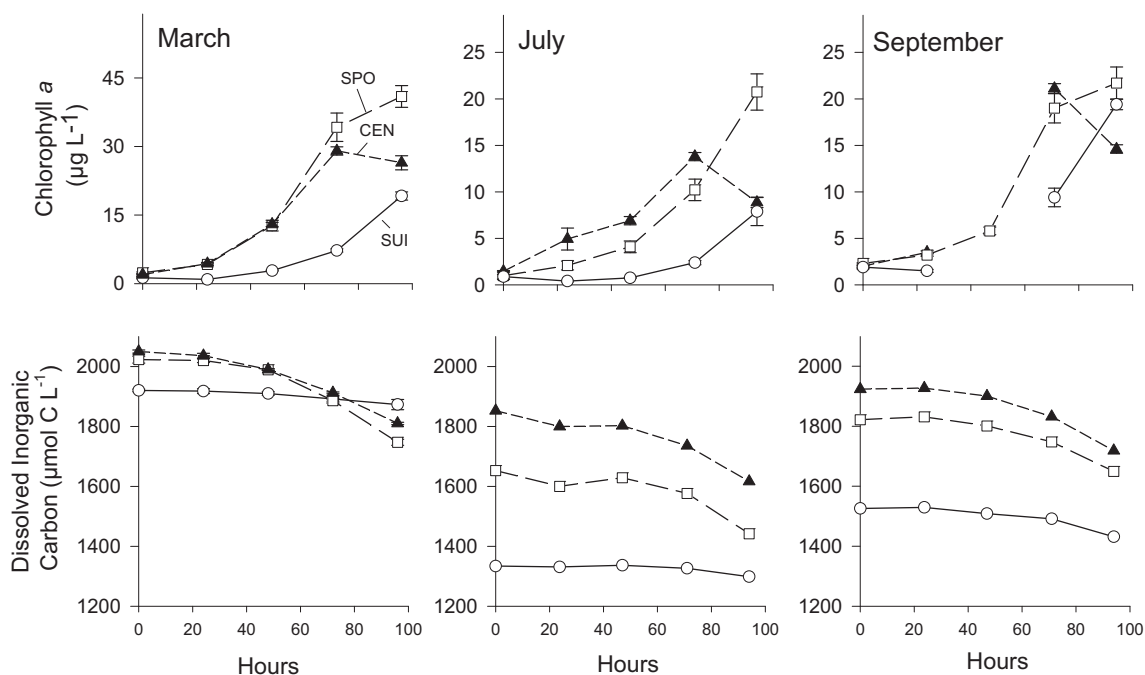 March
July
September
Chlorophyll a
(µg L-1)
45
30
15
0
SPO
CEN
SUI
25
20
15
10
5
0
25
20
15
10
5
0
Dissolved Inorganic
Carbon (µmol C L-1)
2000
1800
1600
1400
1200
0 20 40 60 80 100
Hours
2000
1800
1600
1400
1200
0 20 40 60 80 100
Hours
2000
1800
1600
1400
1200
0 20 40 60 80 100
Hours